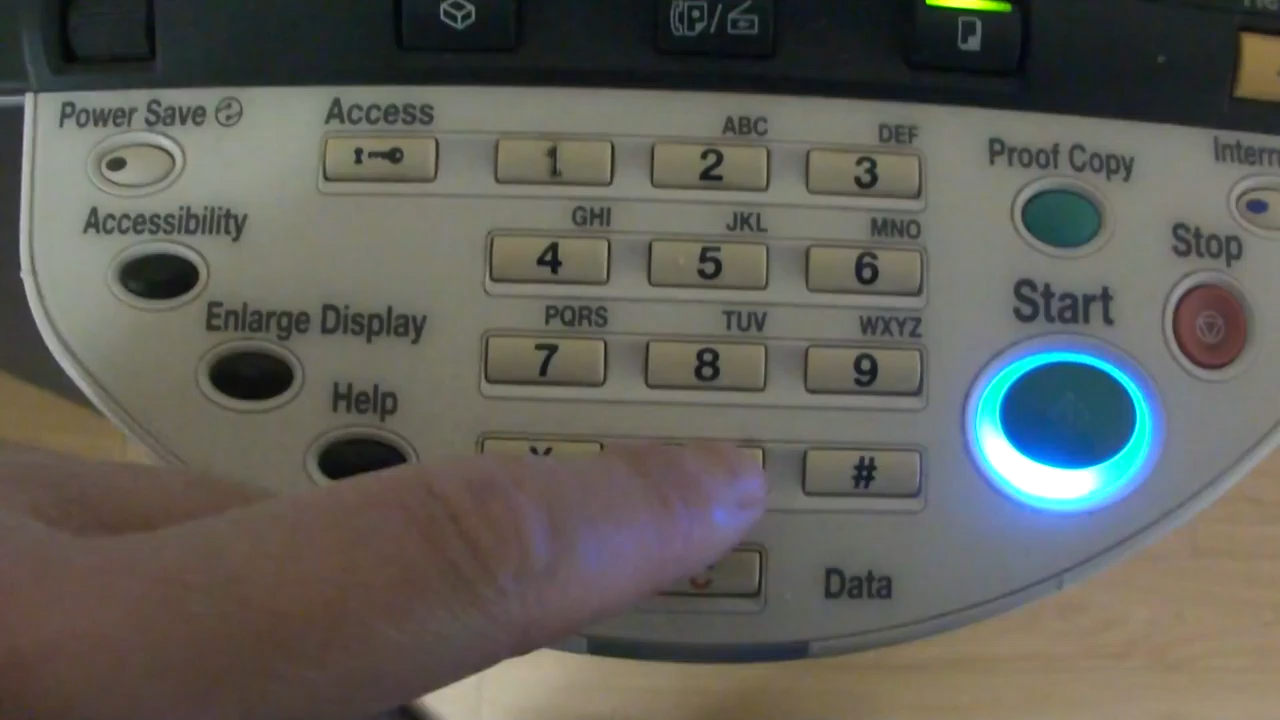 Power Save
Access
1
ABC
2
DEF
3
Proof Copy
Accessibility
GHI
4
JKL
5
MNO
6
Stop
Enlarge Display
PQRS
7
TUV
8
WXYZ
9
Start
Help
#
C
Data